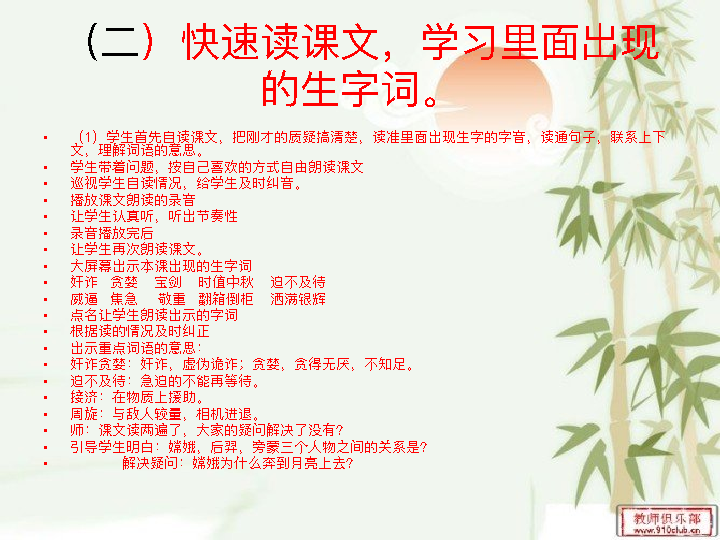 （二）快速读课文，学习里面出现
的生字词。
• （1）学生首先自读课文，把刚才的质疑搞清楚，读准里面出现生字的字音，读通句子，联系上下
文，理解词语的意思。
• 学生带着问题，按自己喜欢的方式自由朗读课文
• 巡视学生自读情况，给学生及时纠音。
• 播放课文朗读的录音
• 让学生认真听，听出节奏性
• 录音播放完后
• 让学生再次朗读课文。
• 大屏幕出示本课出现的生字词
• 奸诈 贪婪 宝剑 时值中秋 迫不及待
• 威逼 焦急 敬重 翻箱倒柜 洒满银辉
• 点名让学生朗读出示的字词
• 根据读的情况及时纠正
• 出示重点词语的意思：
• 奸诈贪婪：奸诈，虚伪诡诈；贪婪，贪得无厌，不知足。
• 迫不及待：急迫的不能再等待。
• 接济：在物质上援助。
• 周旋：与敌人较量，相机进退。
• 师：课文读两遍了，大家的疑问解决了没有?
• 引导学生明白：嫦娥，后羿，旁蒙三个人物之间的关系是?
• 解决疑问：嫦娥为什么奔到月亮上去?
教师俱乐部
www.910club.cn